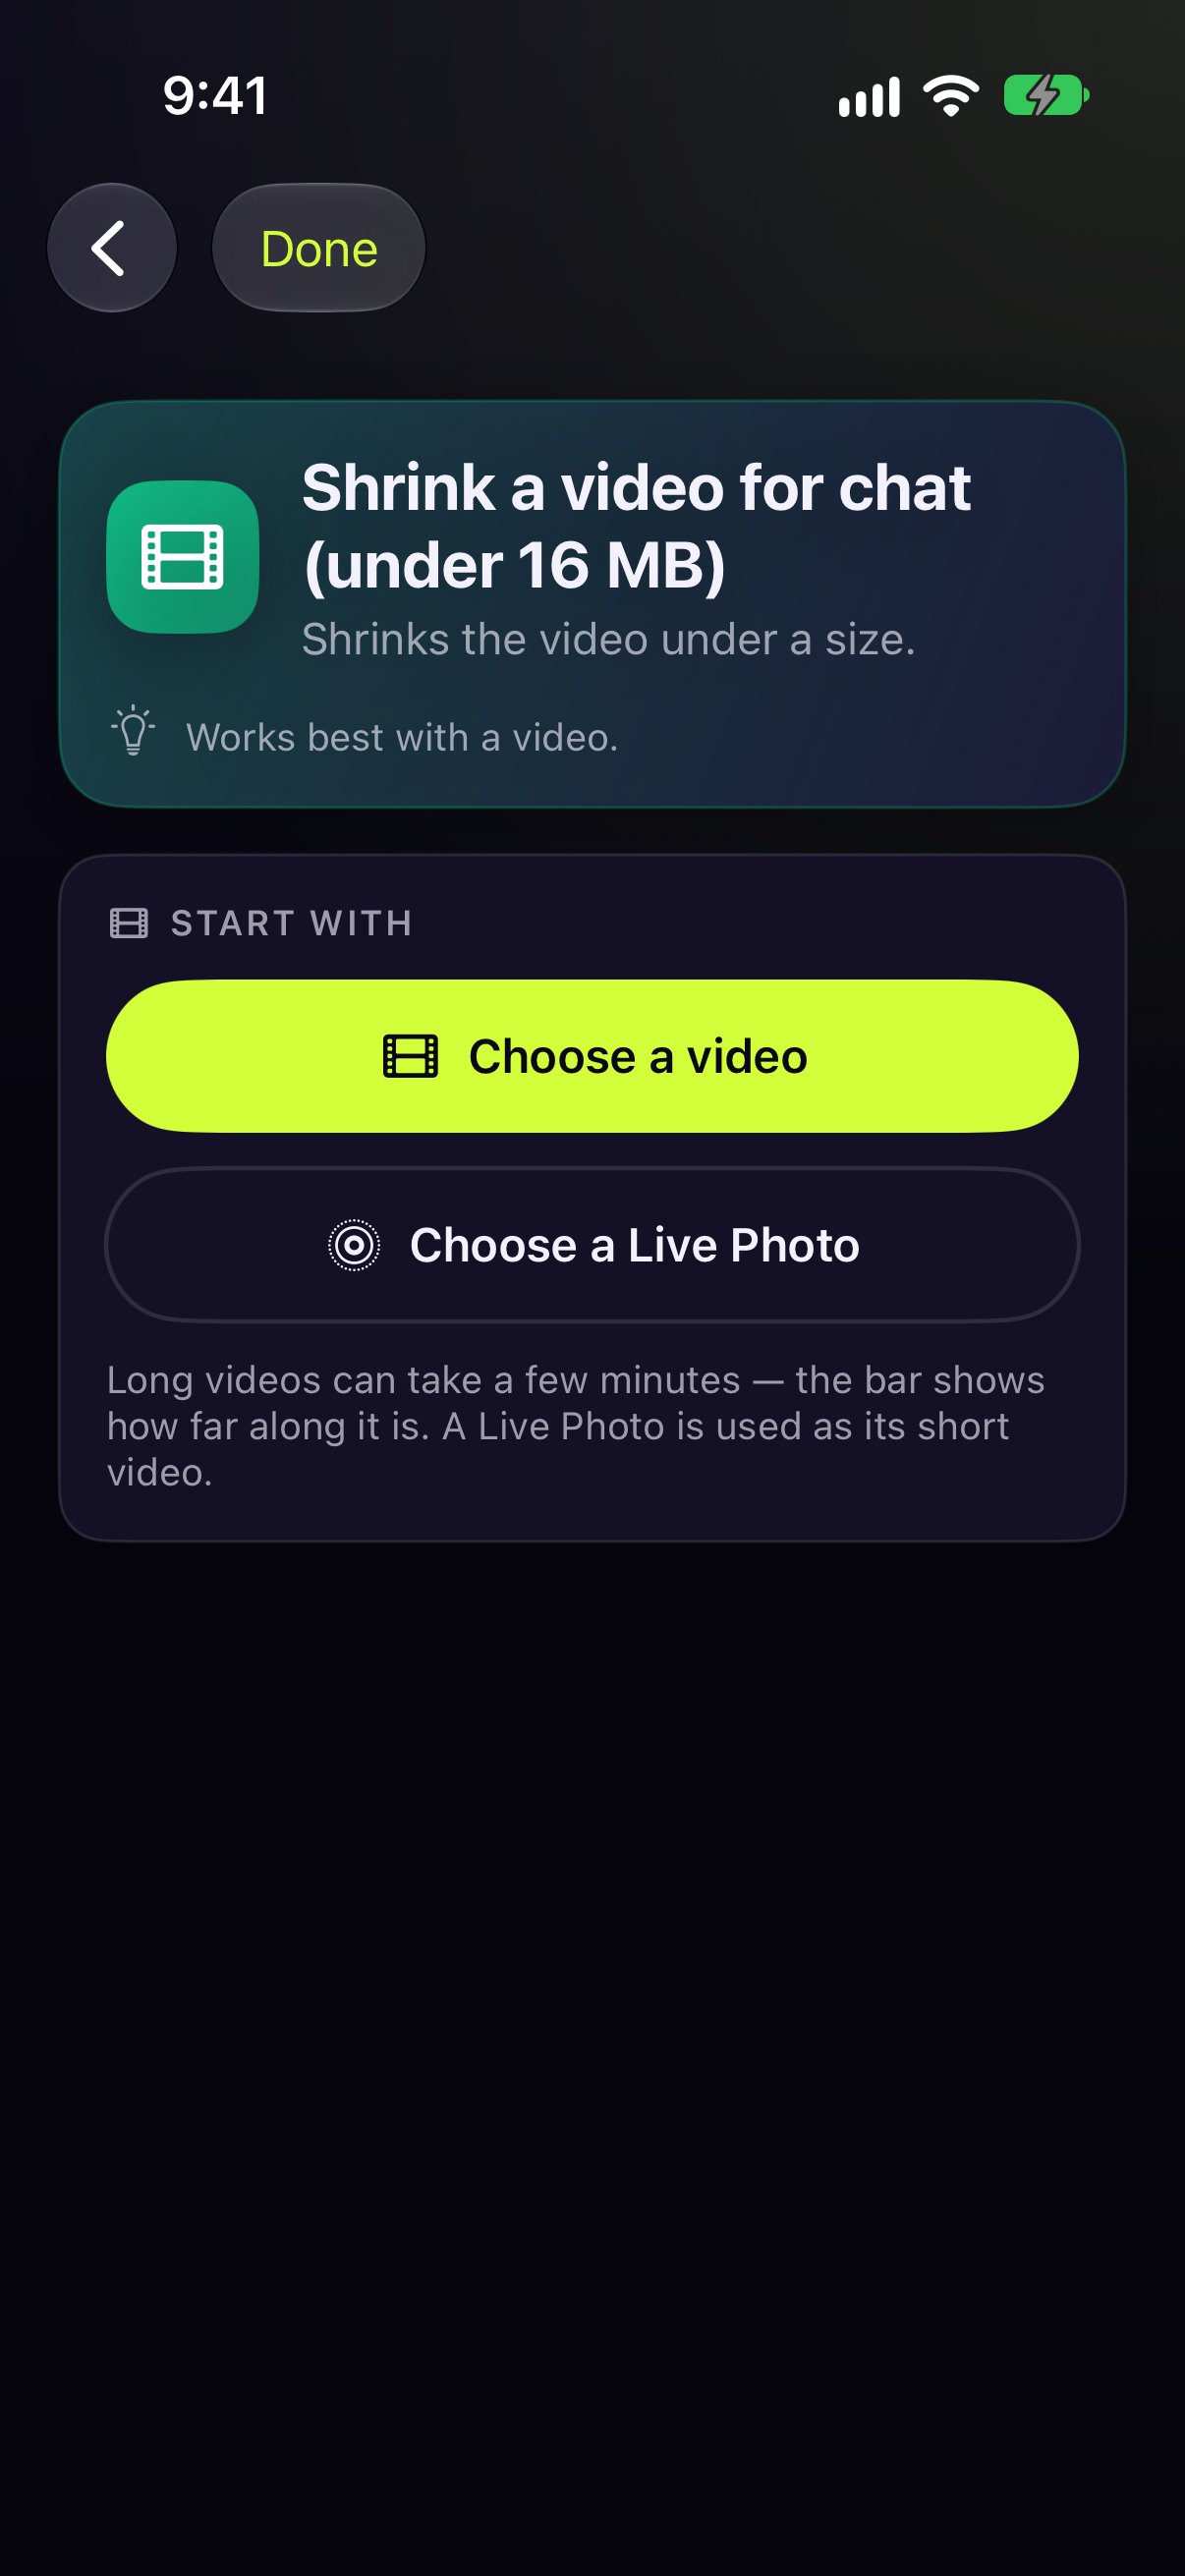 9:41
Done
Shrink a video for chat
(under 16 MB)
Shrinks the video under a size.
Works best with a video.
START WITH
Choose a video
Choose a Live Photo
Long videos can take a few minutes — the bar shows
how far along it is. A Live Photo is used as its short
video.